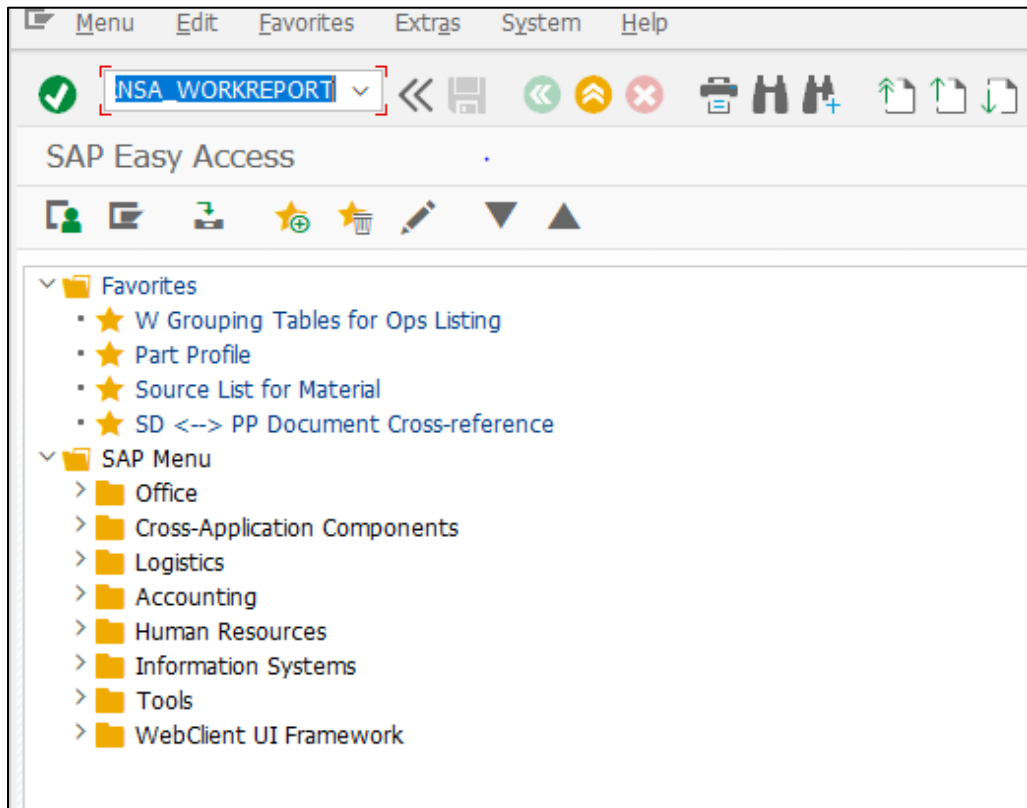 Menu Edit Favorites Extras System Help
NSA_WORKREPORT
SAP Easy Access
Favorites
W Grouping Tables for Ops Listing
Part Profile
Source List for Material
SD <--> PP Document Cross-reference
SAP Menu
Office
Cross-Application Components
Logistics
Accounting
Human Resources
Information Systems
Tools
WebClient UI Framework